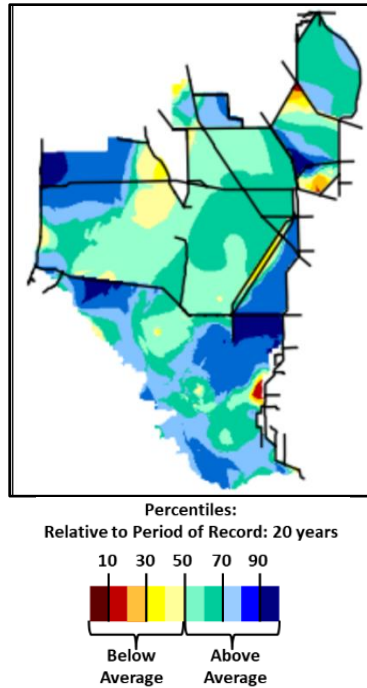 Percentiles:
Relative to Period of Record: 20 years
10 30 50 70 90
Below Above
Average Average